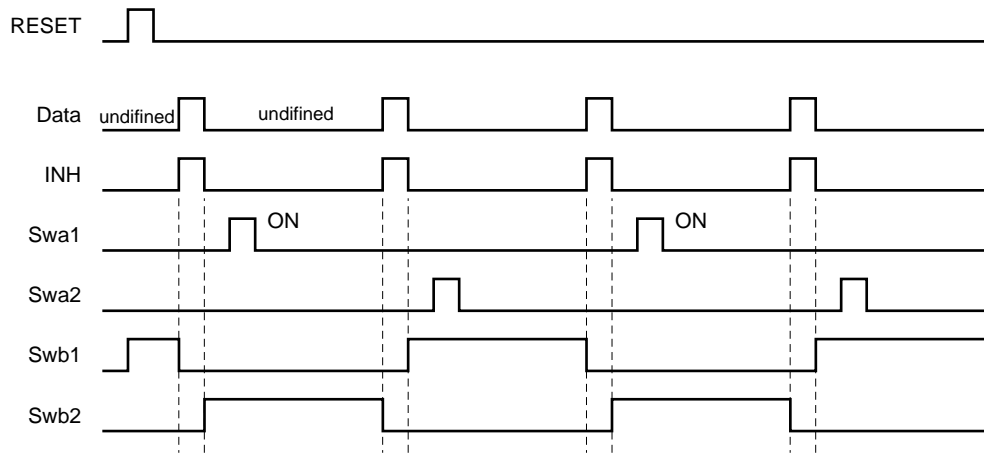 RESET
Data undifined undifined
INH
Swa1 ON ON
Swa2
Swb1
Swb2